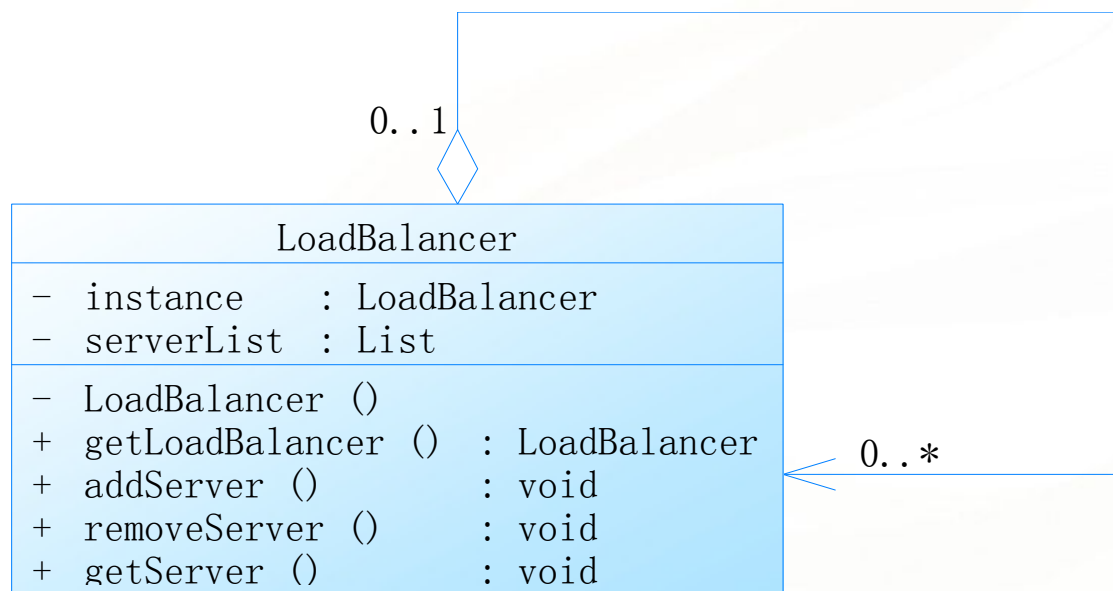 0..1
LoadBalancer
- instance : LoadBalancer
- serverList : List
- LoadBalancer ()
+ getLoadBalancer () : LoadBalancer
0..*
+ addServer () : void
+ removeServer () : void
+ getServer () : void